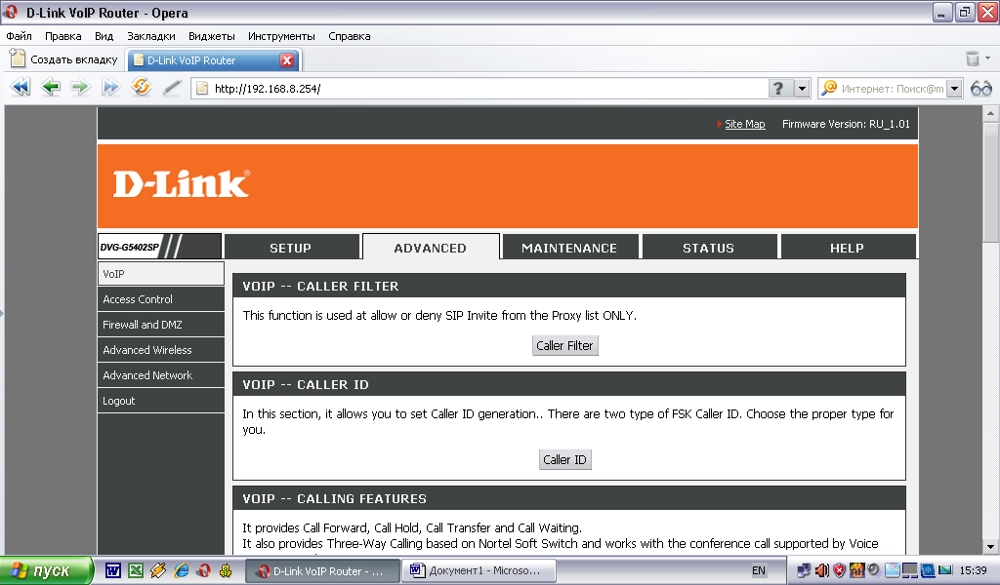 D-Link VoIP Router - Opera
Файл Правка Вид Закладки Виджеты Инструменты Справка
Создать вкладку D-Link VoIP Router
http://192.168.8.254/ ? Интернет: Поиск@m
Site Map Firmware Version: RU_1.01
D-Link®
DVG-G5402SP SETUP ADVANCED MAINTENANCE STATUS HELP
VoIP
Access Control
Firewall and DMZ
Advanced Wireless
Advanced Network
Logout
VOIP -- CALLER FILTER
This function is used at allow or deny SIP Invite from the Proxy list ONLY.
Caller Filter
VOIP -- CALLER ID
In this section, it allows you to set Caller ID generation.. There are two type of FSK Caller ID. Choose the proper type for
you.
Caller ID
VOIP -- CALLING FEATURES
It provides Call Forward, Call Hold, Call Transfer and Call Waiting.
It also provides Three-Way Calling based on Nortel Soft Switch and works with the conference call supported by Voice
пуск D-Link VoIP Router - ... Документ1 - Microso... EN 15:39